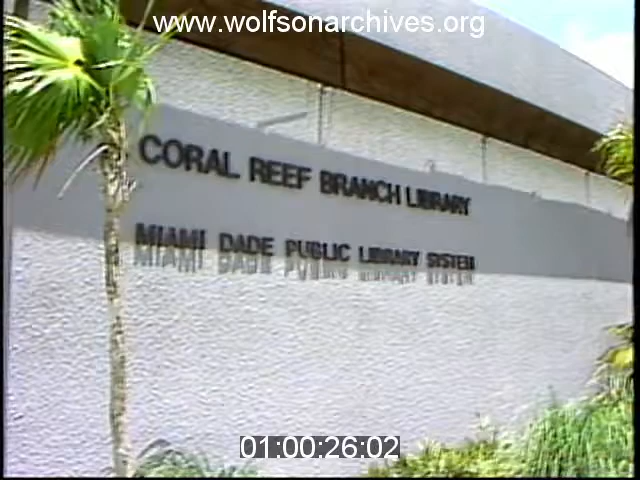 www.wolfsonarchives.org
CORAL REEF BRANCH LIBRARY
MIAMI DADE PUBLIC LIBRARY SYSTEM
01:00:26:02